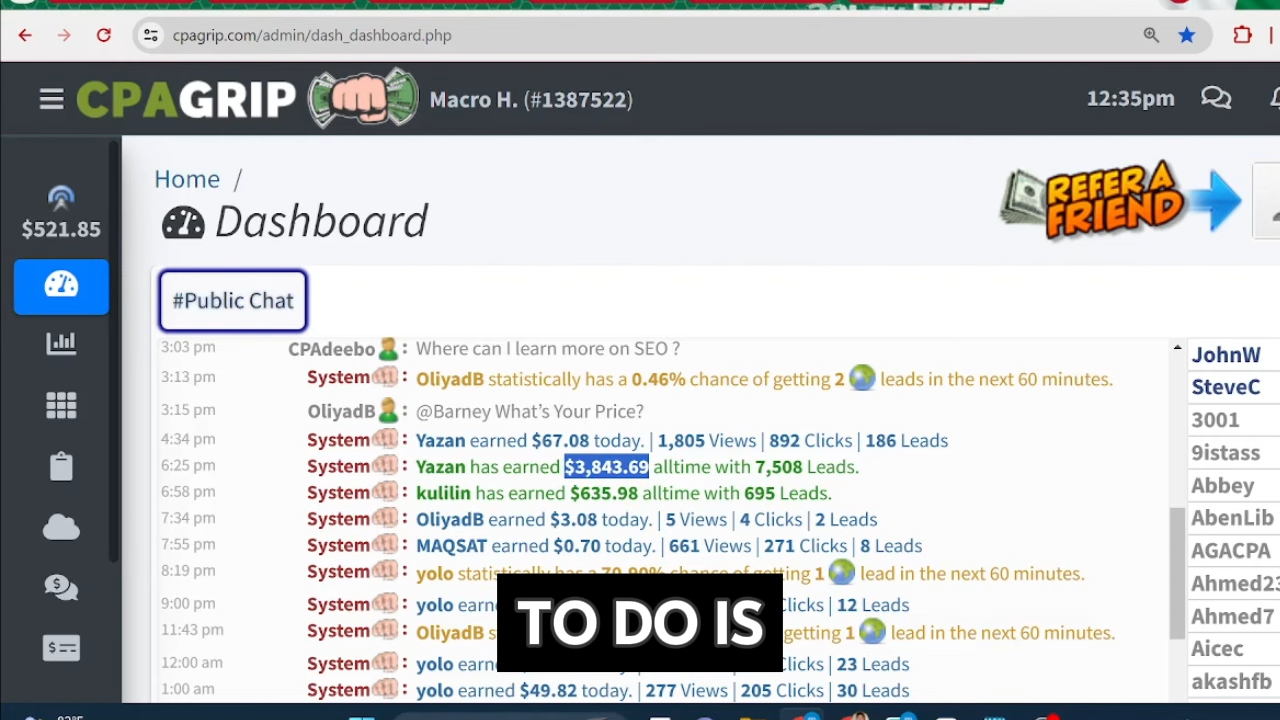 cpagrip.com/admin/dash_dashboard.php
CPAGRIP Macro H. (#1387522) 12:35pm
$521.85
Home /
Dashboard
REFER A FRIEND
#Public Chat
3:03 pm CPAdeebo : Where can I learn more on SEO ?
3:13 pm System : OliyadB statistically has a 0.46% chance of getting 2 leads in the next 60 minutes.
3:15 pm OliyadB : @Barney What's Your Price?
4:34 pm System : Yazan earned $67.08 today. | 1,805 Views | 892 Clicks | 186 Leads
6:25 pm System : Yazan has earned $3,843.69 alltime with 7,508 Leads.
6:58 pm System : kulilin has earned $635.98 alltime with 695 Leads.
7:34 pm System : OliyadB earned $3.08 today. | 5 Views | 4 Clicks | 2 Leads
7:55 pm System : MAQSAT earned $0.70 today. | 661 Views | 271 Clicks | 8 Leads
8:19 pm System : yolo statistically has a 70.90% chance of getting 1 lead in the next 60 minutes.
9:00 pm System : yolo Clicks | 12 Leads
11:43 pm System : OliyadB getting 1 lead in the next 60 minutes.
12:00 am System : yolo Clicks | 23 Leads
1:00 am System : yolo earned $49.82 today. | 277 Views | 205 Clicks | 30 Leads
JohnW
SteveC
3001
9istass
Abbey
AbenLib
AGACPA
Ahmed23
Ahmed7
Aicec
akashfb
TO DO IS